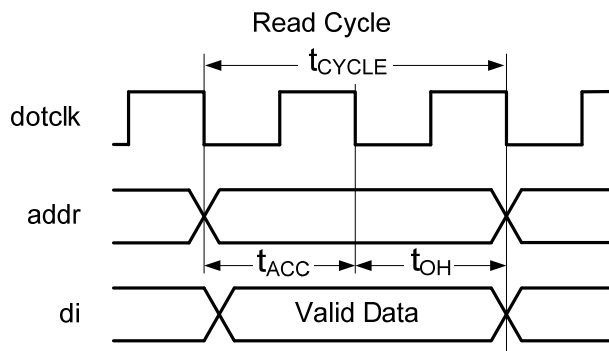 Read Cycle
tCYCLE
dotclk
addr
tACC tOH
di Valid Data